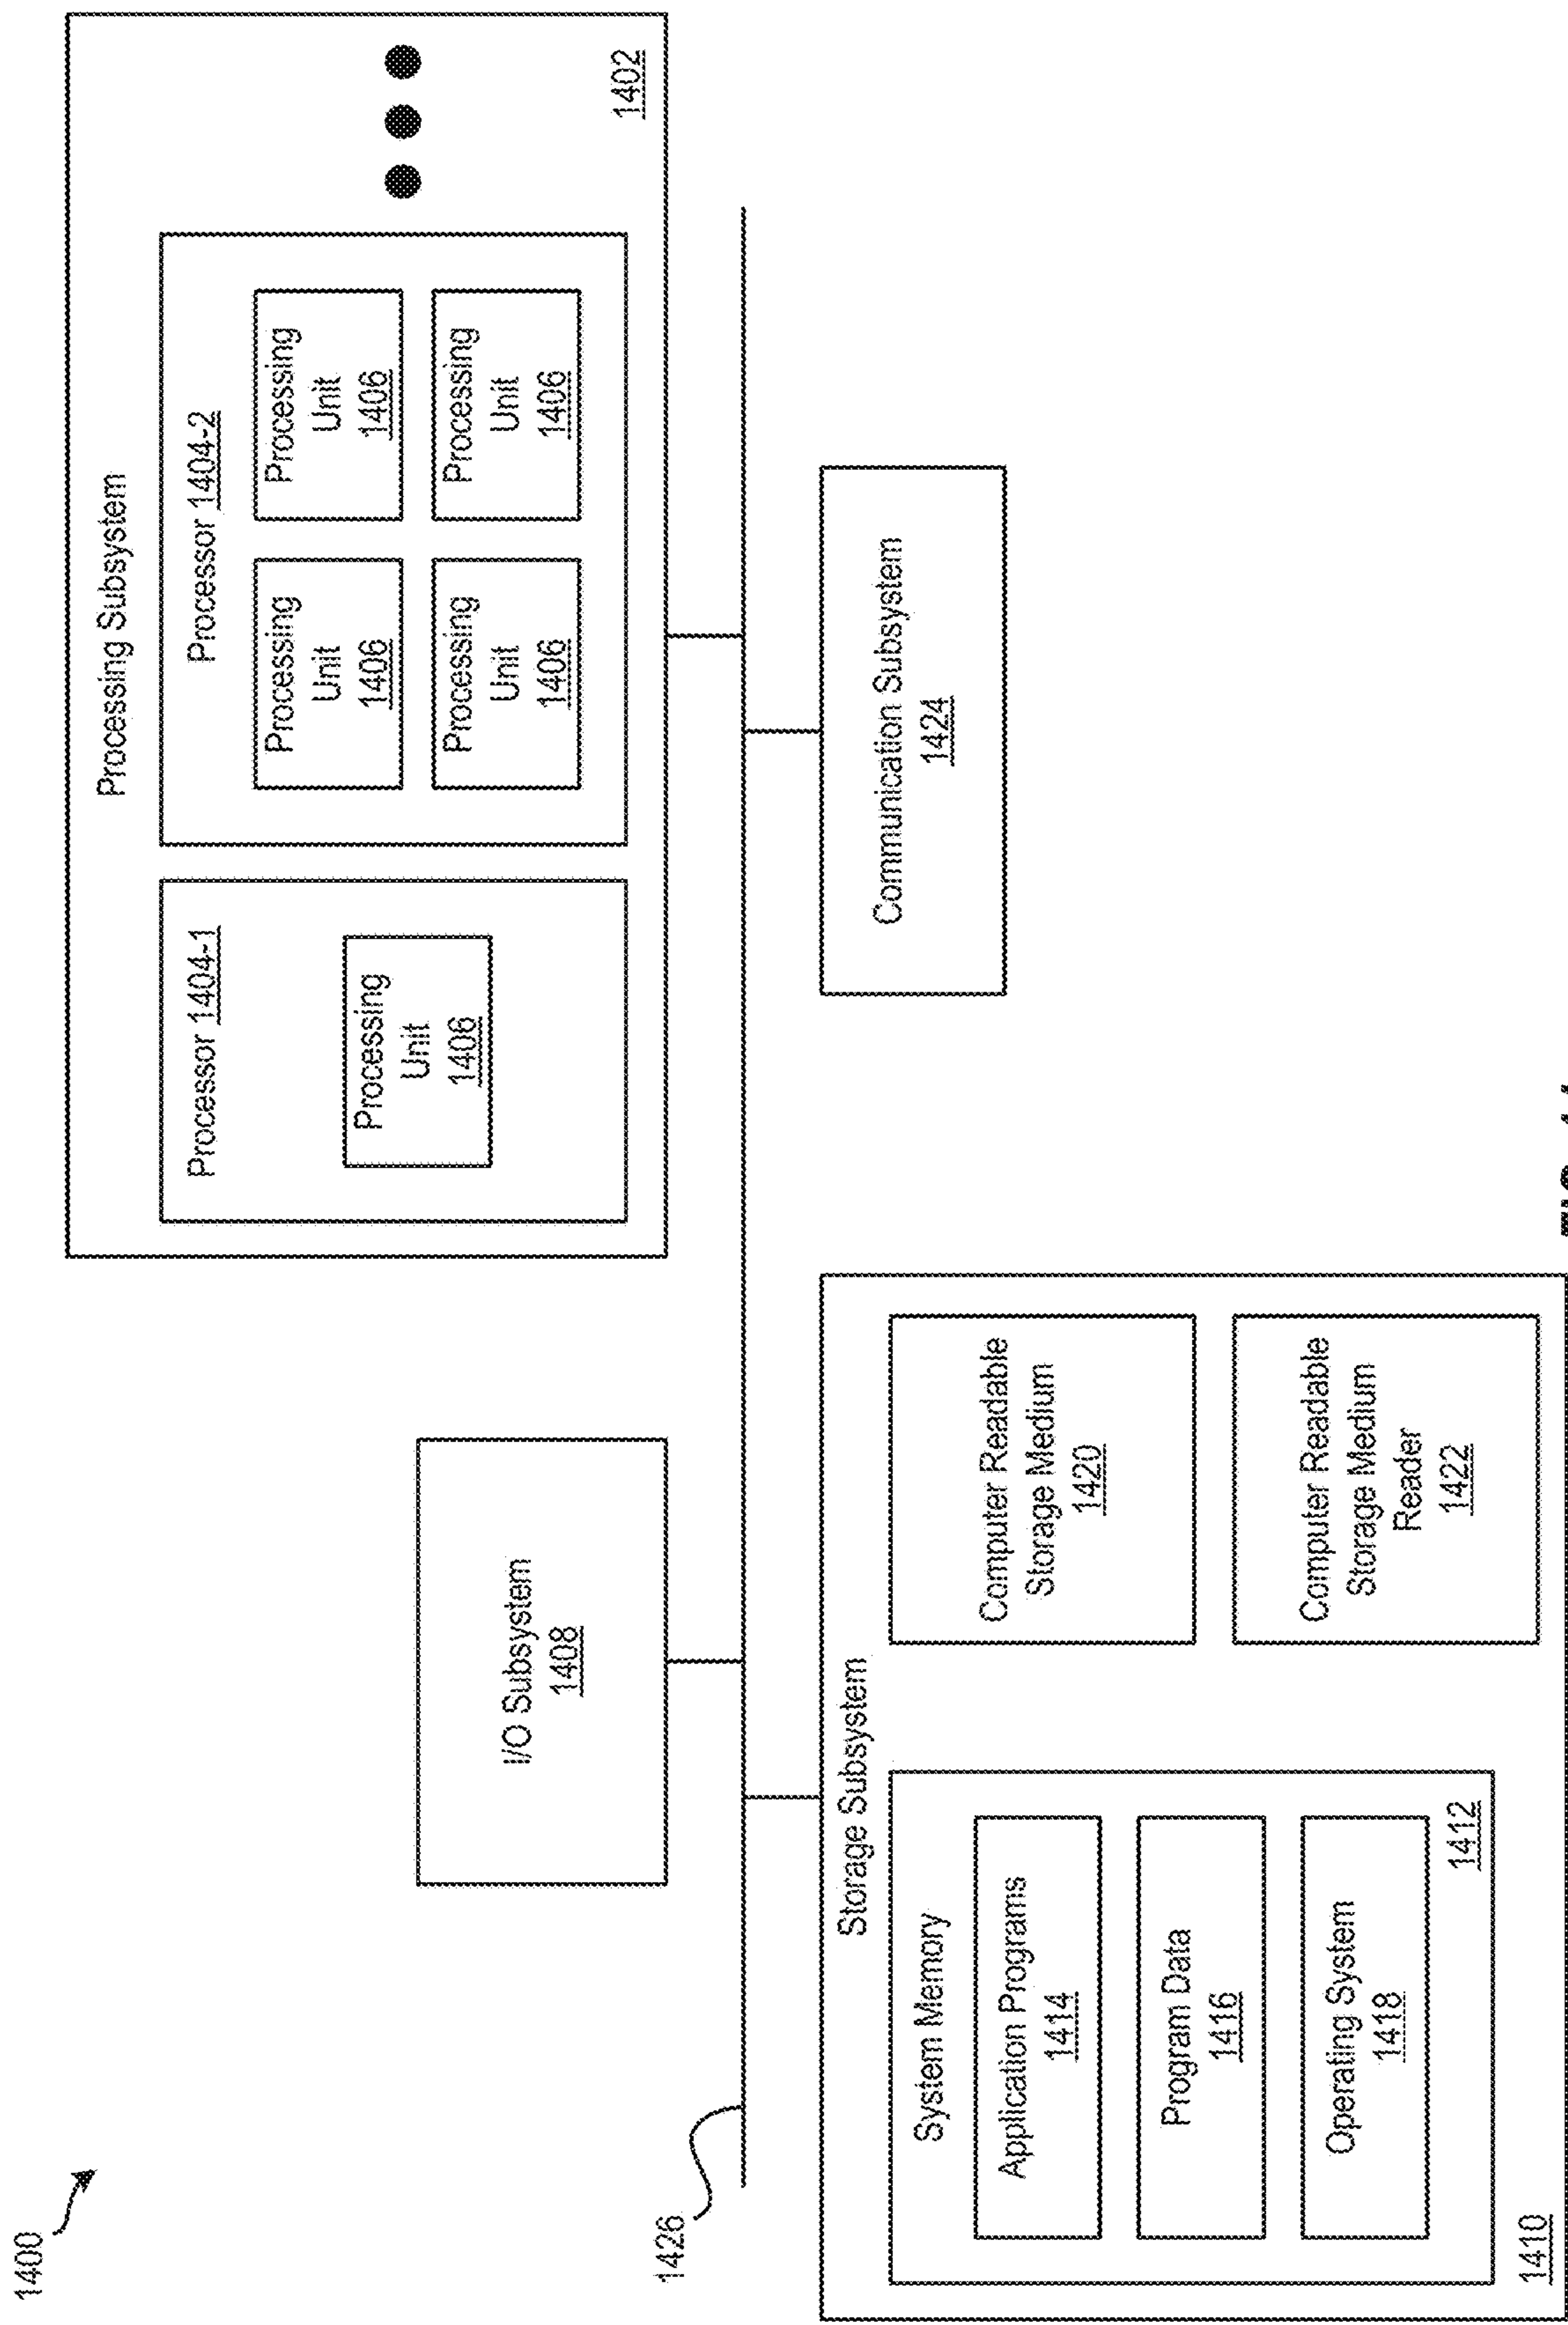 1400
Processing Subsystem
Processor 1404-1
Processing
Unit
1406
Processor 1404-2
Processing
Unit
1406
Processing
Unit
1406
Processing
Unit
1406
Processing
Unit
1406
1402
I/O Subsystem
1408
1426
Storage Subsystem
System Memory
Application Programs
1414
Program Data
1416
Operating System
1418
1412
Computer Readable
Storage Medium
1420
Computer Readable
Storage Medium
Reader
1422
1410
Communication Subsystem
1424